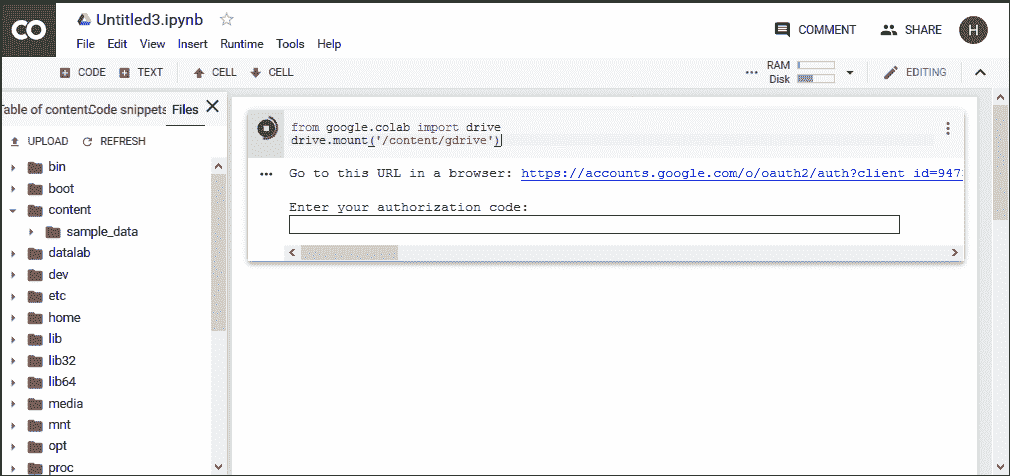 CO
Untitled3.ipynb
File Edit View Insert Runtime Tools Help
COMMENT SHARE H
CODE TEXT CELL CELL
RAM
Disk
EDITING
Table of content Code snippets Files
UPLOAD REFRESH
bin
boot
content
sample_data
datalab
dev
etc
home
lib
lib32
lib64
media
mnt
opt
proc
from google.colab import drive
drive.mount('/content/gdrive')
Go to this URL in a browser: https://accounts.google.com/o/oauth2/auth?client_id=947
Enter your authorization code: